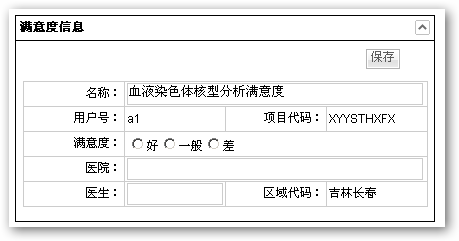 满意度信息
保存
名称： 血液染色体核型分析满意度
用户号： a1 项目代码： XYYSTHXFX
满意度： 好 一般 差
医院：
医生： 区域代码： 吉林长春